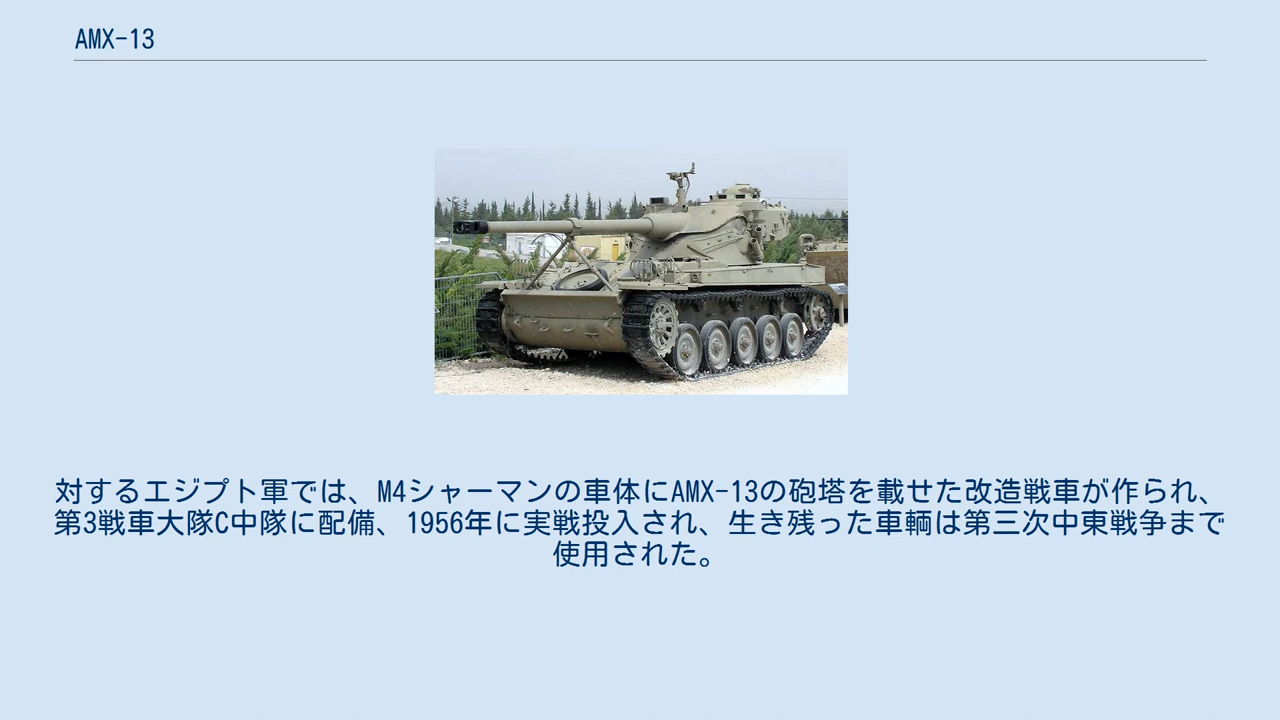 AMX-13
対するエジプト軍では、M4シャーマンの車体にAMX-13の砲塔を載せた改造戦車が作られ、
第3戦車大隊C中隊に配備、1956年に実戦投入され、生き残った車輌は第三次中東戦争まで
使用された。